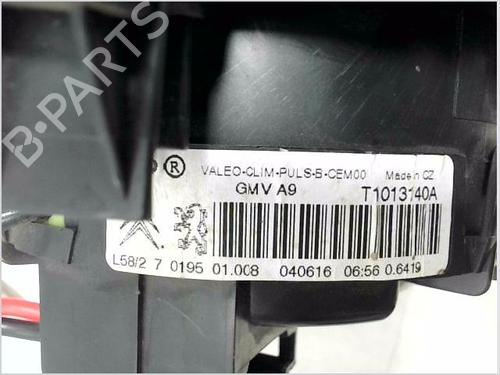 B-PARTS
® VALEO-CLIM-PULS-B-CEM00 Made in CZ
GMV A9 T1013140A
L58/2 7 0195 01.008 040616 06:56 0.6419